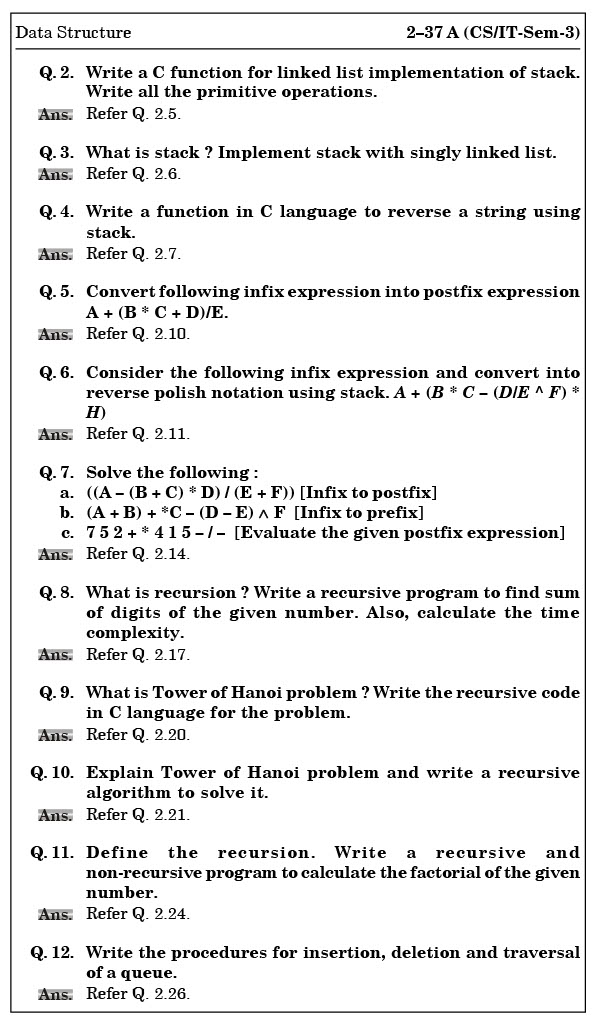 Data Structure 2–37 A (CS/IT-Sem-3)
Q. 2. Write a C function for linked list implementation of stack.
Write all the primitive operations.
Ans. Refer Q. 2.5.
Q. 3. What is stack ? Implement stack with singly linked list.
Ans. Refer Q. 2.6.
Q. 4. Write a function in C language to reverse a string using
stack.
Ans. Refer Q. 2.7.
Q. 5. Convert following infix expression into postfix expression
A + (B * C + D)/E.
Ans. Refer Q. 2.10.
Q. 6. Consider the following infix expression and convert into
reverse polish notation using stack. A + (B * C – (D/E ^ F) *
H)
Ans. Refer Q. 2.11.
Q. 7. Solve the following :
a. ((A – (B + C) * D) / (E + F)) [Infix to postfix]
b. (A + B) + *C – (D – E) ∧ F [Infix to prefix]
c. 7 5 2 + * 4 1 5 – / – [Evaluate the given postfix expression]
Ans. Refer Q. 2.14.
Q. 8. What is recursion ? Write a recursive program to find sum
of digits of the given number. Also, calculate the time
complexity.
Ans. Refer Q. 2.17.
Q. 9. What is Tower of Hanoi problem ? Write the recursive code
in C language for the problem.
Ans. Refer Q. 2.20.
Q. 10. Explain Tower of Hanoi problem and write a recursive
algorithm to solve it.
Ans. Refer Q. 2.21.
Q. 11. Define the recursion. Write a recursive and
non-recursive program to calculate the factorial of the given
number.
Ans. Refer Q. 2.24.
Q. 12. Write the procedures for insertion, deletion and traversal
of a queue.
Ans. Refer Q. 2.26.